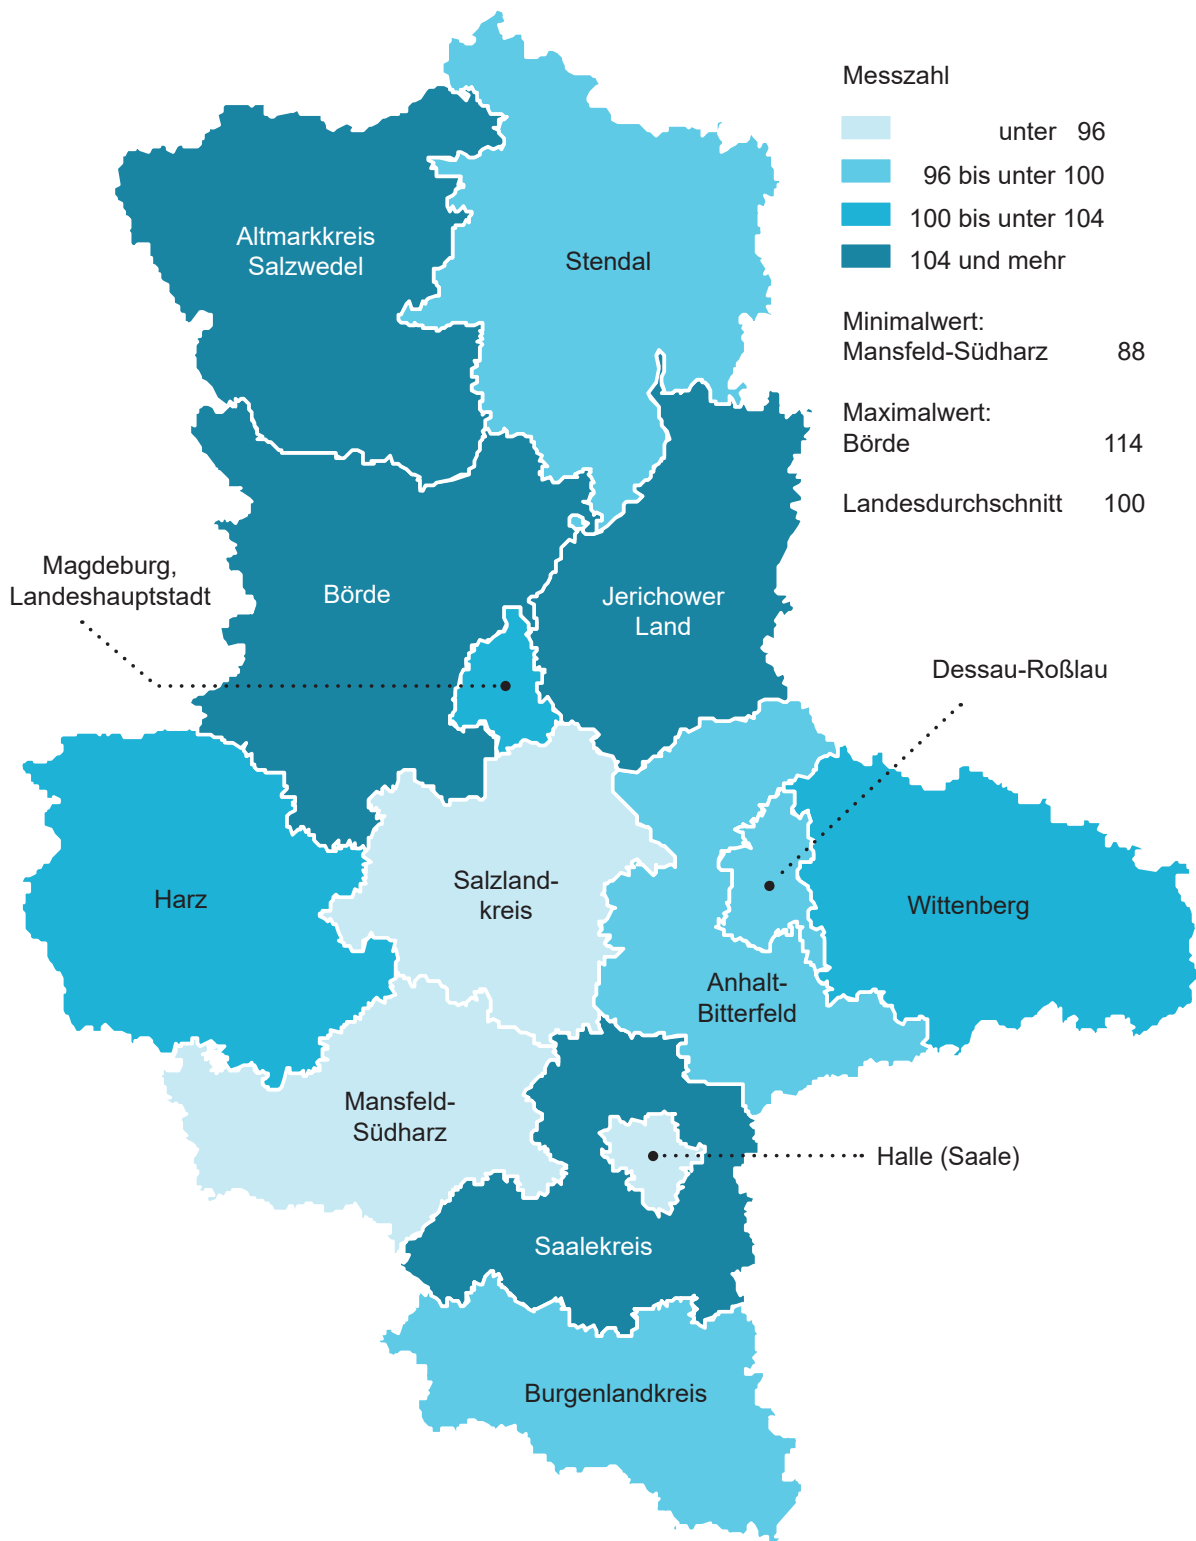 Messzahl
unter 96
96 bis unter 100
100 bis unter 104
104 und mehr
Minimalwert:
Mansfeld-Südharz 88
Maximalwert:
Börde 114
Landesdurchschnitt 100
Altmarkkreis
Salzwedel
Stendal
Magdeburg,
Landeshauptstadt
Börde
Jerichower
Land
Dessau-Roßlau
Harz
Salzland-
kreis
Wittenberg
Anhalt-
Bitterfeld
Mansfeld-
Südharz
Halle (Saale)
Saalekreis
Burgenlandkreis